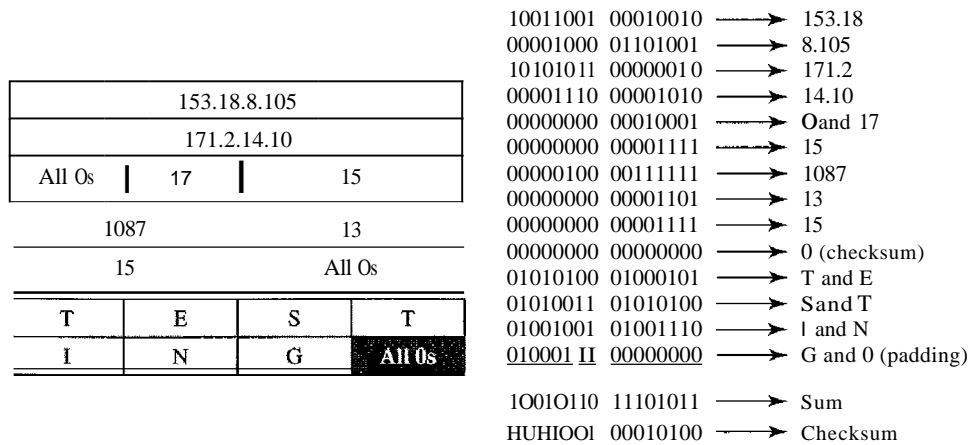 153.18.8.105
171.2.14.10
All 0s 17 15
1087 13
15 All 0s
T E S T
I N G All 0s
10011001 00010010 153.18
00001000 01101001 8.105
10101011 00000010 171.2
00001110 00001010 14.10
00000000 00010001 Oand 17
00000000 00001111 15
00000100 00111111 1087
00000000 00001101 13
00000000 00001111 15
00000000 00000000 0 (checksum)
01010100 01000101 T and E
01010011 01010100 Sand T
01001001 01001110 I and N
010001 II 00000000 G and 0 (padding)
1O01O110 11101011 Sum
HUHIOOl 00010100 Checksum